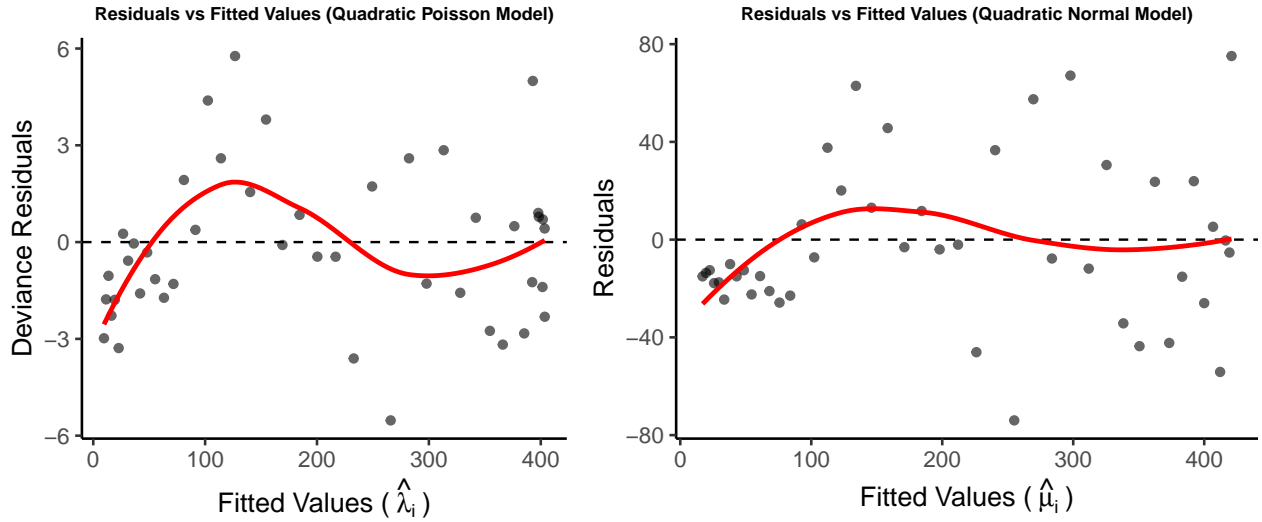 Residuals vs Fitted Values (Quadratic Poisson Model)
6
3
0
−3
−6
Deviance Residuals
0 100 200 300 400
Fitted Values ( λ̂ᵢ )
Residuals vs Fitted Values (Quadratic Normal Model)
80
40
0
−40
−80
Residuals
0 100 200 300 400
Fitted Values ( μ̂ᵢ )